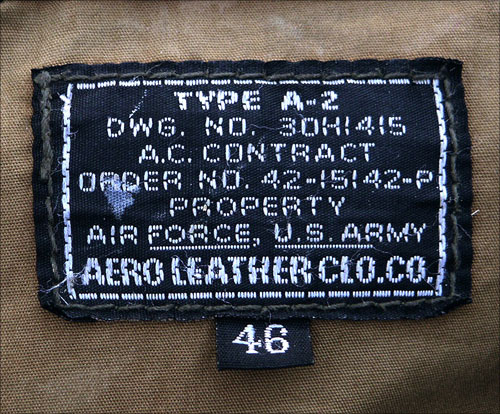 TYPE A-2
DWG. NO. 30H1415
A.C. CONTRACT
ORDER NO. 42-15142-P
PROPERTY
AIR FORCE, U.S. ARMY
AERO LEATHER CLO.CO.
46